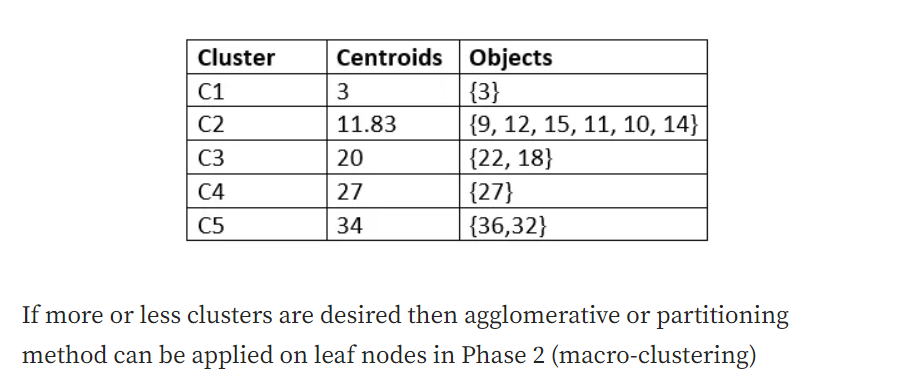 Cluster Centroids Objects
C1 3 {3}
C2 11.83 {9, 12, 15, 11, 10, 14}
C3 20 {22, 18}
C4 27 {27}
C5 34 {36,32}
If more or less clusters are desired then agglomerative or partitioning
method can be applied on leaf nodes in Phase 2 (macro-clustering)